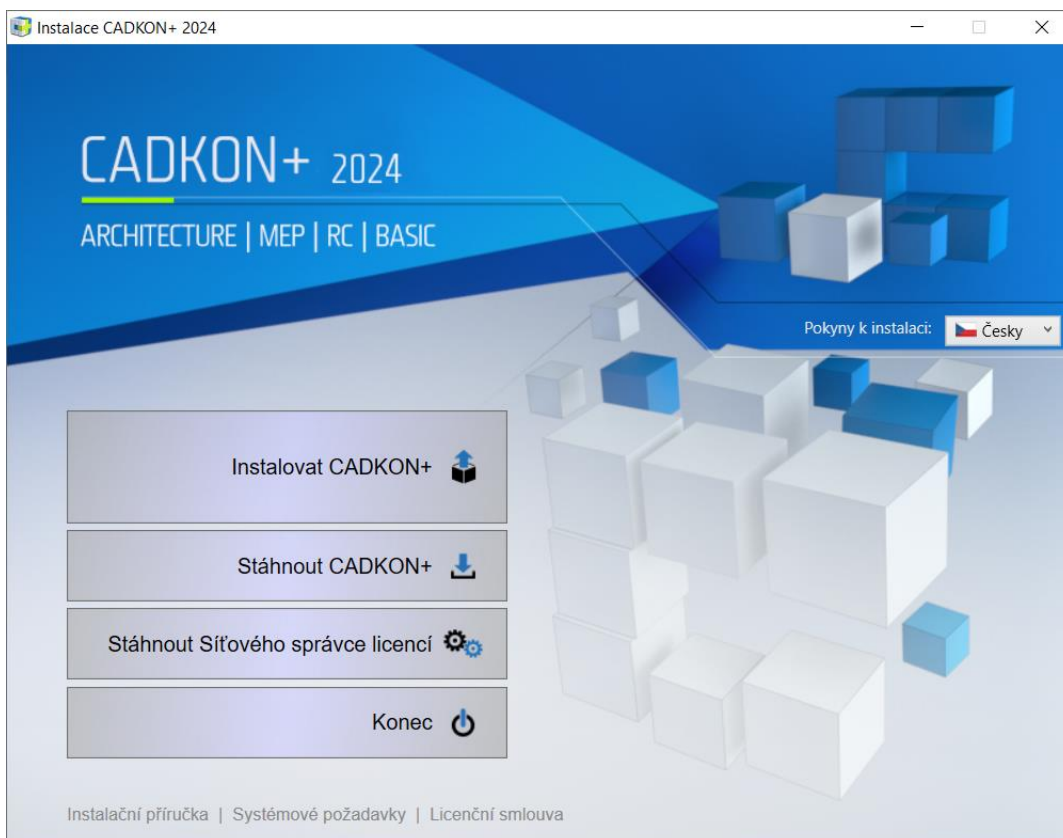 Instalace CADKON+ 2024
CADKON+ 2024
ARCHITECTURE | MEP | RC | BASIC
Pokyny k instalaci: Česky
Instalovat CADKON+
Stáhnout CADKON+
Stáhnout Síťového správce licencí
Konec
Instalační příručka | Systémové požadavky | Licenční smlouva